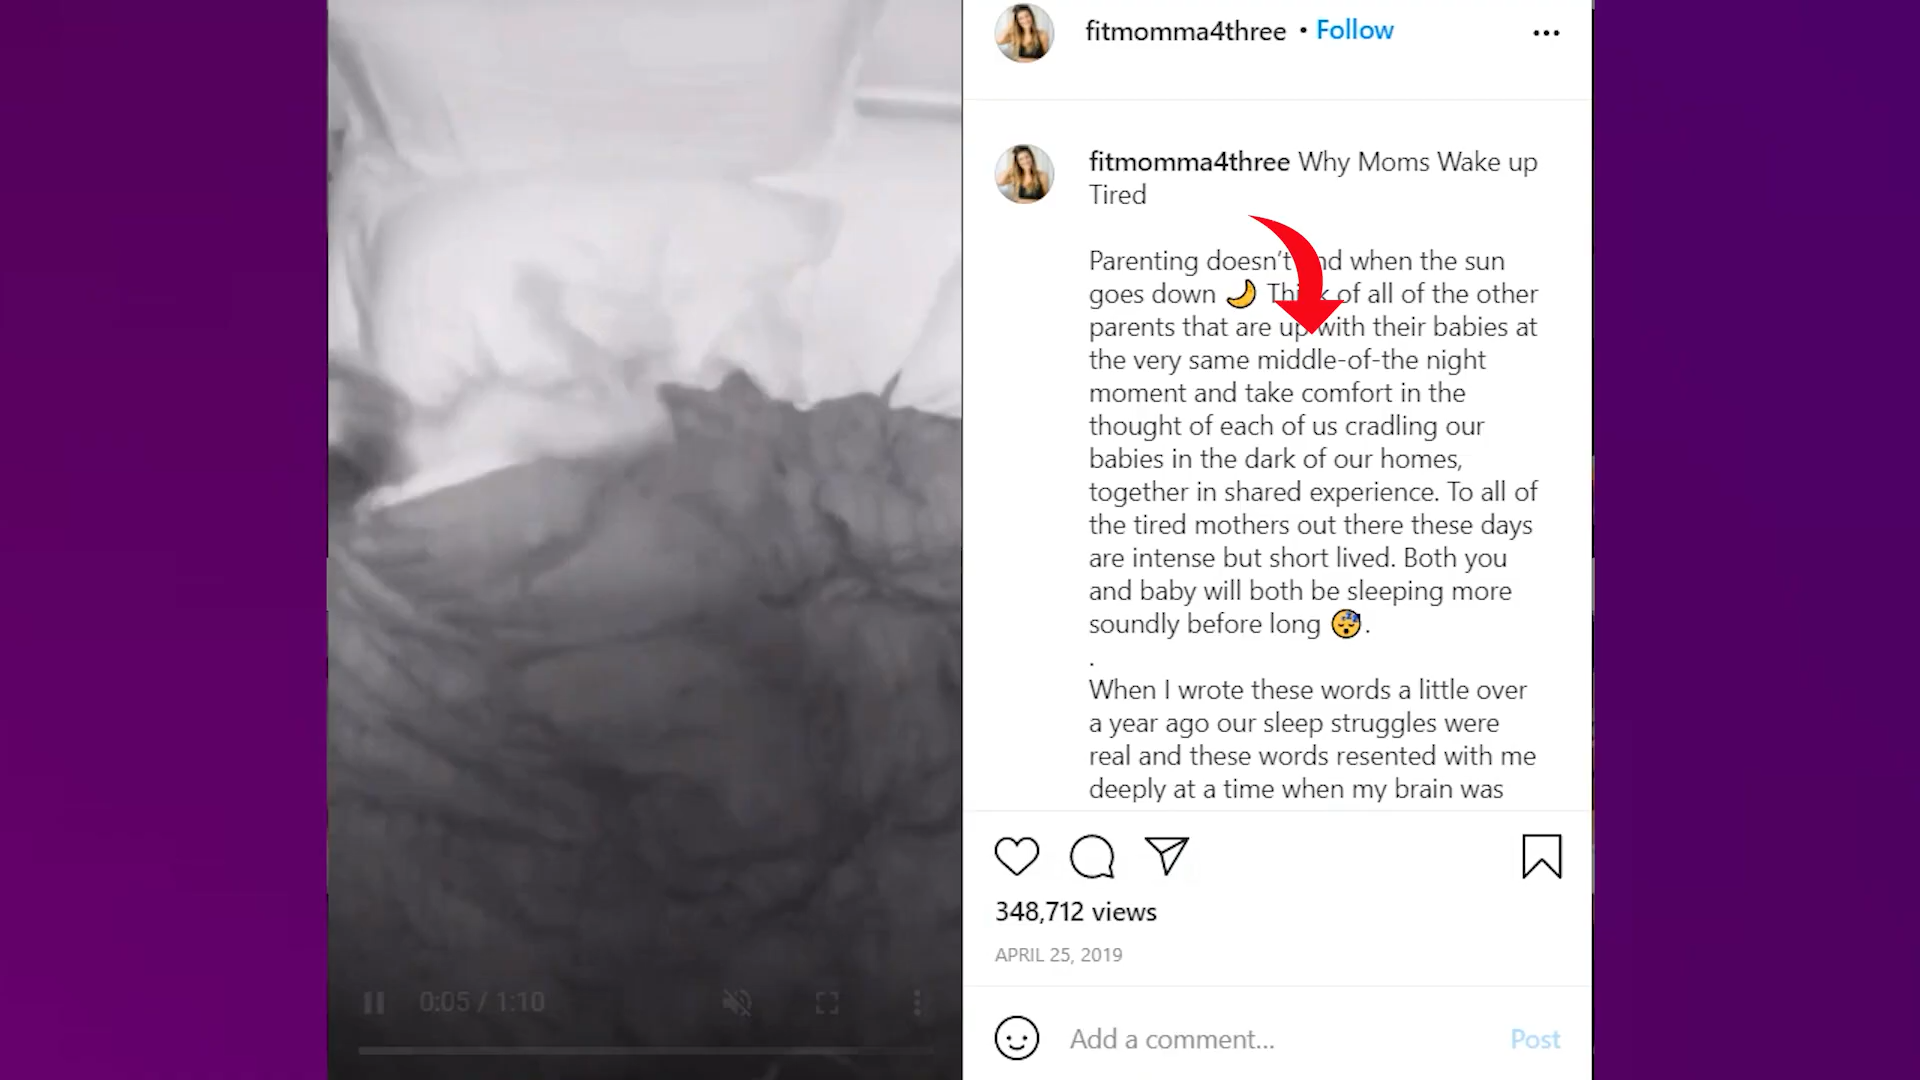 fitmomma4three • Follow
fitmomma4three Why Moms Wake up
Tired
Parenting doesn't end when the sun
goes down 🌙 Think of all of the other
parents that are up with their babies at
the very same middle-of-the night
moment and take comfort in the
thought of each of us cradling our
babies in the dark of our homes,
together in shared experience. To all of
the tired mothers out there these days
are intense but short lived. Both you
and baby will both be sleeping more
soundly before long 😴.
.
When I wrote these words a little over
a year ago our sleep struggles were
real and these words resented with me
deeply at a time when my brain was
348,712 views
APRIL 25, 2019
Add a comment...
Post
0:05 / 1:10